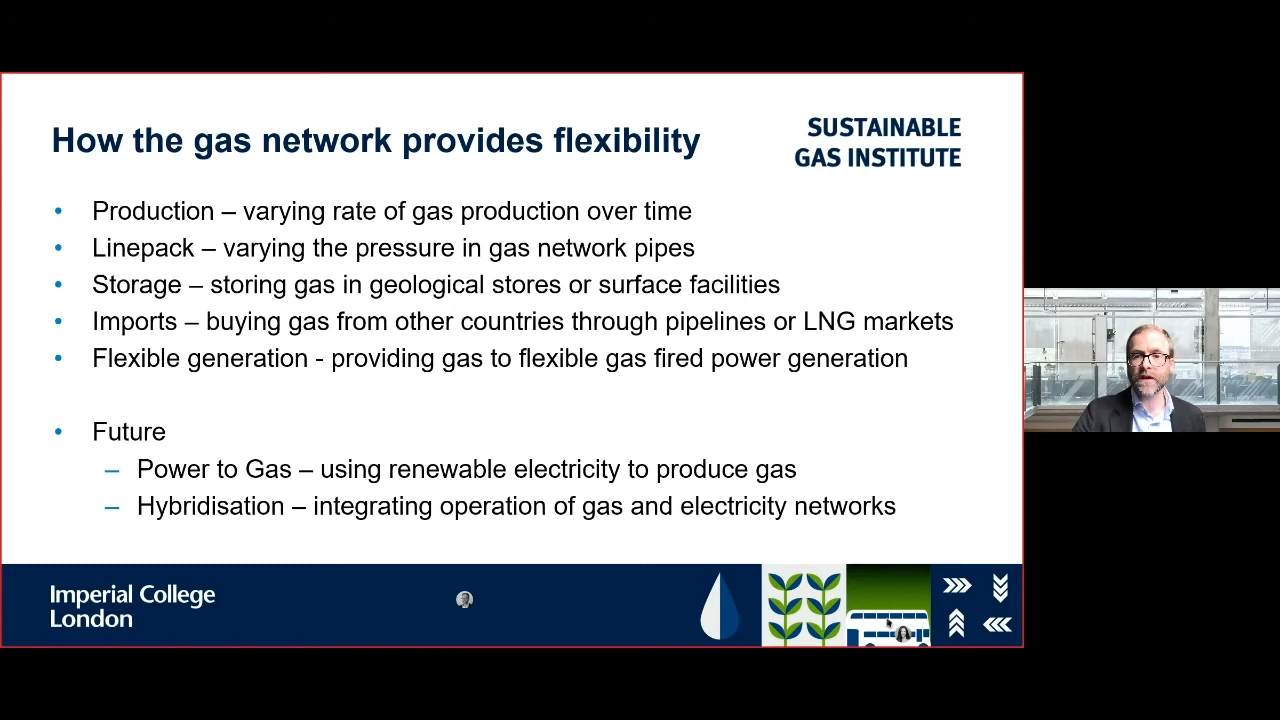 How the gas network provides flexibility
SUSTAINABLE
GAS INSTITUTE
• Production – varying rate of gas production over time
• Linepack – varying the pressure in gas network pipes
• Storage – storing gas in geological stores or surface facilities
• Imports – buying gas from other countries through pipelines or LNG markets
• Flexible generation - providing gas to flexible gas fired power generation
• Future
– Power to Gas – using renewable electricity to produce gas
– Hybridisation – integrating operation of gas and electricity networks
Imperial College
London